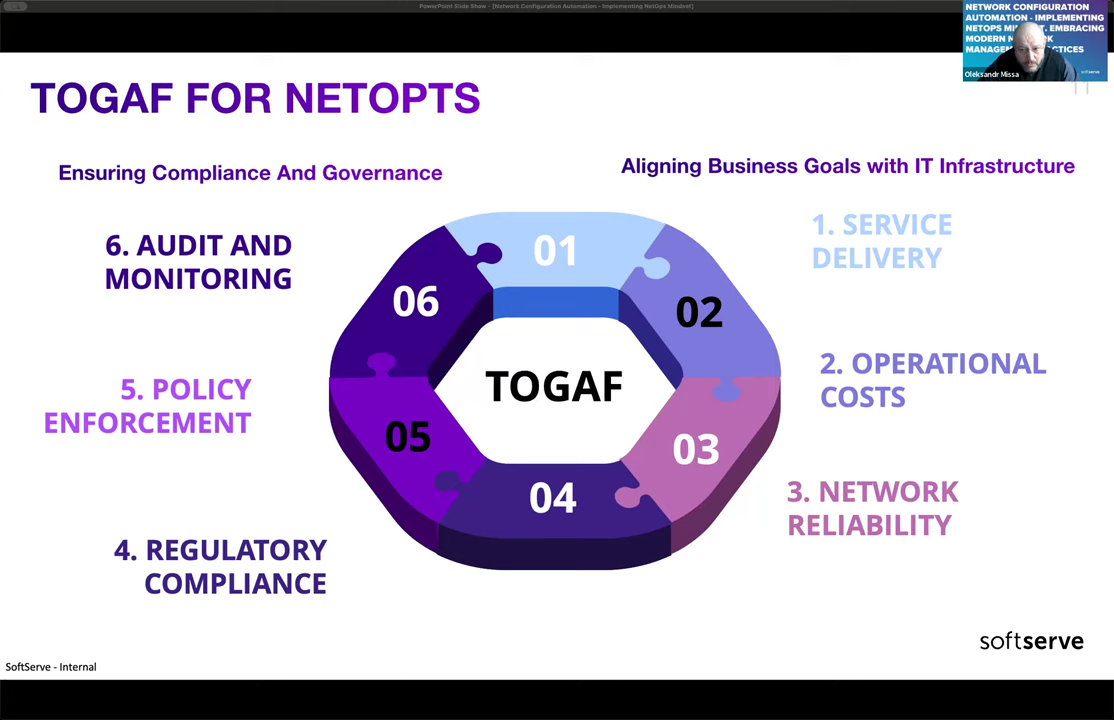 PowerPoint Slide Show - [Network Configuration Automation - Implementing NetOps Mindset]
NETWORK CONFIGURATION
AUTOMATION - IMPLEMENTING
NETOPS EMBRACING
MODERN
Oleksandr Missa
softserve
TOGAF FOR NETOPTS
Ensuring Compliance And Governance
Aligning Business Goals with IT Infrastructure
6. AUDIT AND
MONITORING
5. POLICY
ENFORCEMENT
4. REGULATORY
COMPLIANCE
01
02
03
04
05
06
TOGAF
1. SERVICE
DELIVERY
2. OPERATIONAL
COSTS
3. NETWORK
RELIABILITY
softserve
SoftServe - Internal